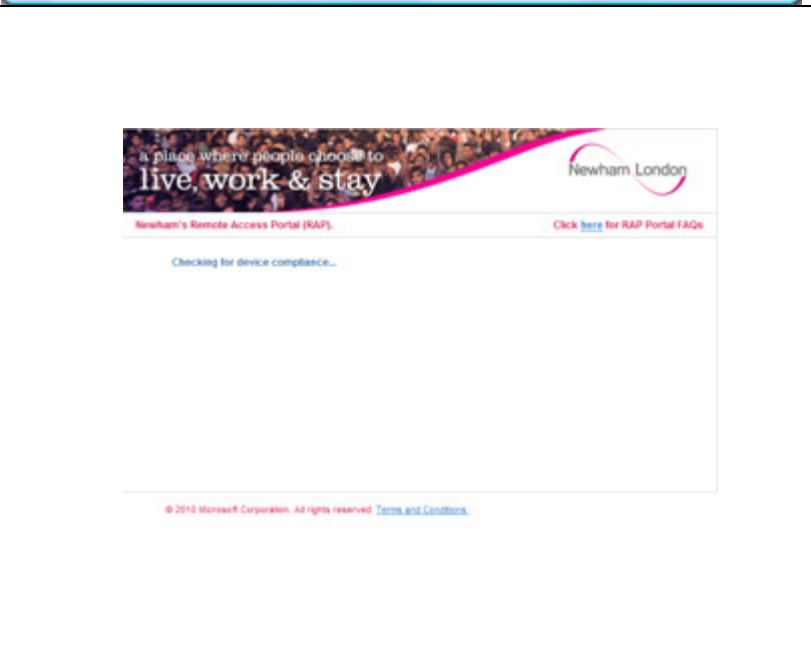 a place where people choose to
live, work & stay
Newham London
Newham's Remote Access Portal (RAP).
Click here for RAP Portal FAQs
Checking for device compliance...
© 2010 Microsoft Corporation. All rights reserved. Terms and Conditions.